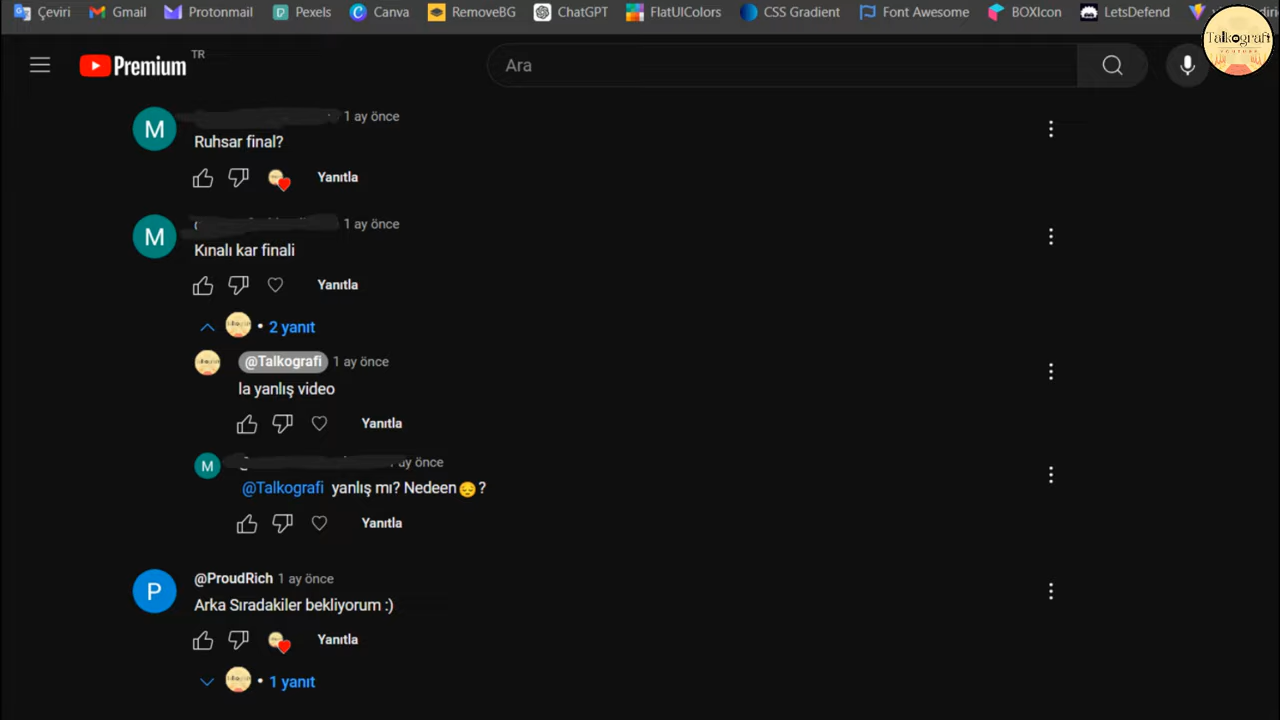 Çeviri Gmail Protonmail Pexels Canva RemoveBG ChatGPT FlatUIColors CSS Gradient Font Awesome BOXIcon LetsDefend
Talkografi
YOUTUBE
Premium TR
Ara
M
1 ay önce
Ruhsar final?
Yanıtla
M
1 ay önce
Kınalı kar finali
Yanıtla
• 2 yanıt
@Talkografi 1 ay önce
la yanlış video
Yanıtla
M
ay önce
@Talkografi yanlış mı? Nedeen😔?
Yanıtla
P
@ProudRich 1 ay önce
Arka Sıradakiler bekliyorum :)
Yanıtla
• 1 yanıt